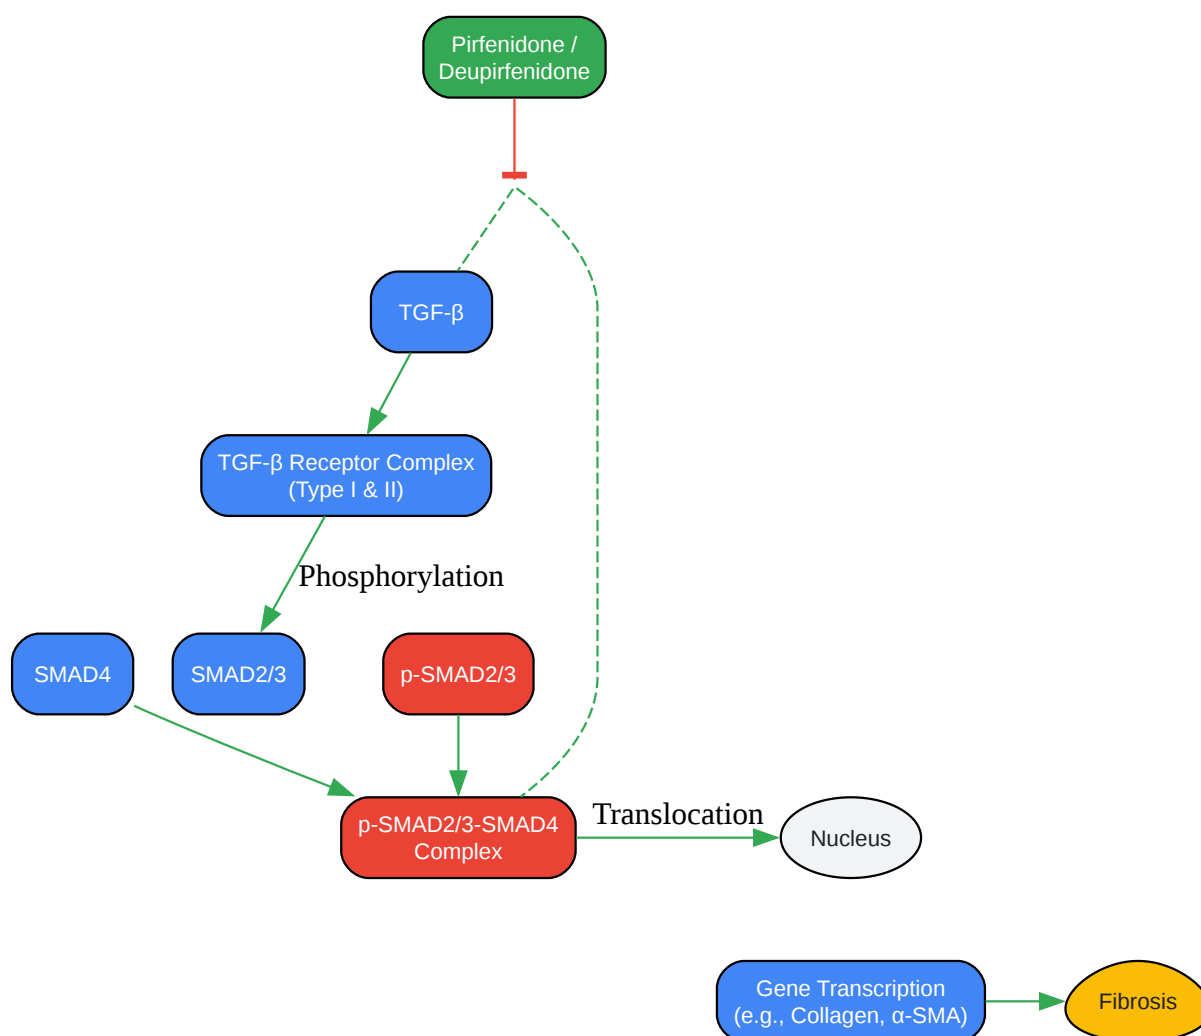 Pirfenidone /
Deupirfenidone
TGF-β
TGF-β Receptor Complex
(Type I & II)
Phosphorylation
SMAD4
SMAD2/3
p-SMAD2/3
p-SMAD2/3-SMAD4
Complex
Translocation
Nucleus
Gene Transcription
(e.g., Collagen, α-SMA)
Fibrosis